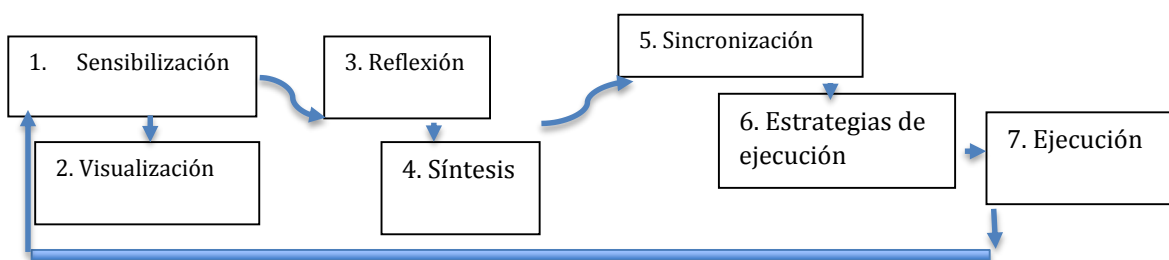 1. Sensibilización
2. Visualización
3. Reflexión
4. Síntesis
5. Sincronización
6. Estrategias de
ejecución
7. Ejecución